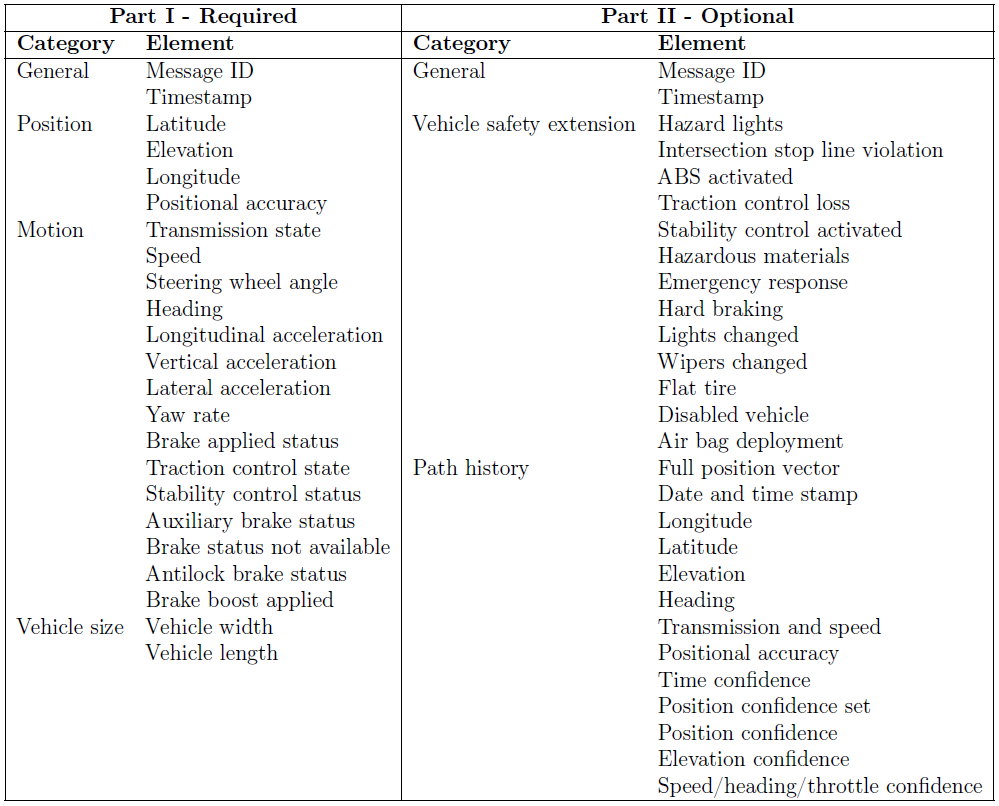 Part I - Required Part II - Optional
Category Element Category Element
General Message ID General Message ID
Timestamp Timestamp
Position Latitude Vehicle safety extension Hazard lights
Elevation Intersection stop line violation
Longitude ABS activated
Positional accuracy Traction control loss
Motion Transmission state Stability control activated
Speed Hazardous materials
Steering wheel angle Emergency response
Heading Hard braking
Longitudinal acceleration Lights changed
Vertical acceleration Wipers changed
Lateral acceleration Flat tire
Yaw rate Disabled vehicle
Brake applied status Air bag deployment
Traction control state Path history Full position vector
Stability control status Date and time stamp
Auxiliary brake status Longitude
Brake status not available Latitude
Antilock brake status Elevation
Brake boost applied Heading
Vehicle size Vehicle width Transmission and speed
Vehicle length Positional accuracy
Time confidence
Position confidence set
Position confidence
Elevation confidence
Speed/heading/throttle confidence